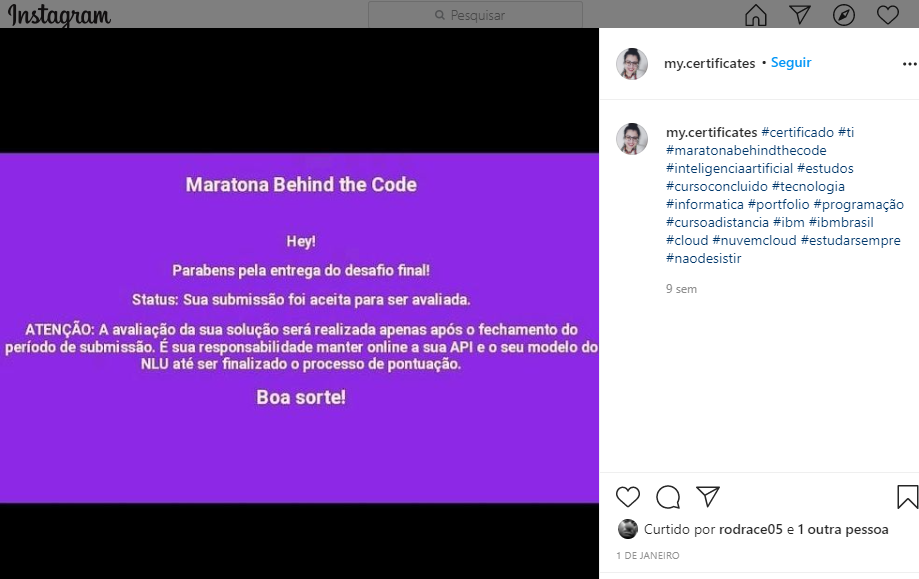 Instagram
Pesquisar
Maratona Behind the Code
Hey!
Parabens pela entrega do desafio final!
Status: Sua submissão foi aceita para ser avaliada.
ATENÇÃO: A avaliação da sua solução será realizada apenas após o fechamento do
período de submissão. É sua responsabilidade manter online a sua API e o seu modelo do
NLU até ser finalizado o processo de pontuação.
Boa sorte!
my.certificates • Seguir
my.certificates #certificado #ti
#maratonabehindthecode
#inteligenciaartificial #estudos
#cursoconcluido #tecnologia
#informatica #portfolio #programação
#cursoadistancia #ibm #ibmbrasil
#cloud #nuvemcloud #estudarsempre
#naodesistir
9 sem
Curtido por rodrace05 e 1 outra pessoa
1 DE JANEIRO